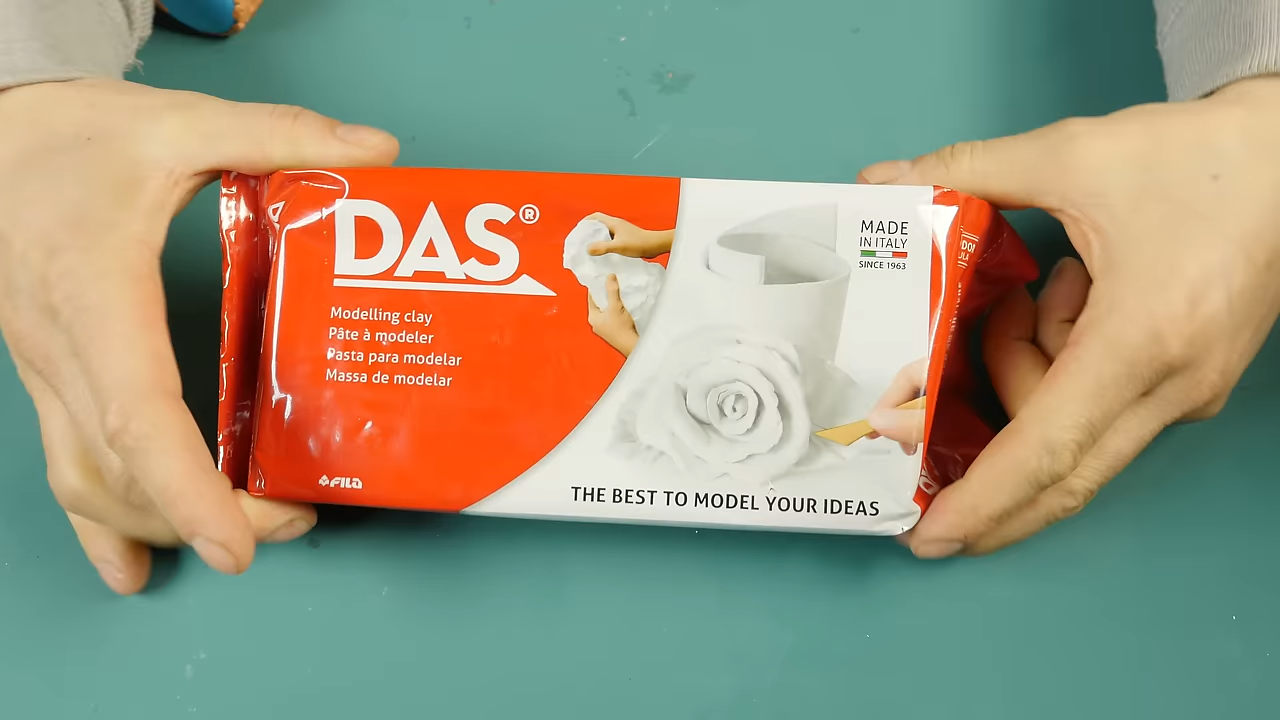 DAS®
Modelling clay
Pâte à modeler
Pasta para modelar
Massa de modelar
FILA
MADE
IN ITALY
SINCE 1963
THE BEST TO MODEL YOUR IDEAS